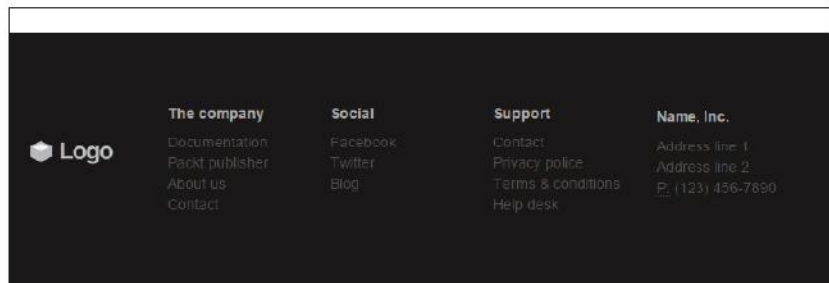 Logo
The company
Documentation
Packt publisher
About us
Contact
Social
Facebook
Twitter
Blog
Support
Contact
Privacy police
Terms & conditions
Help desk
Name, Inc.
Address line 1
Address line 2
P: (123) 456-7890